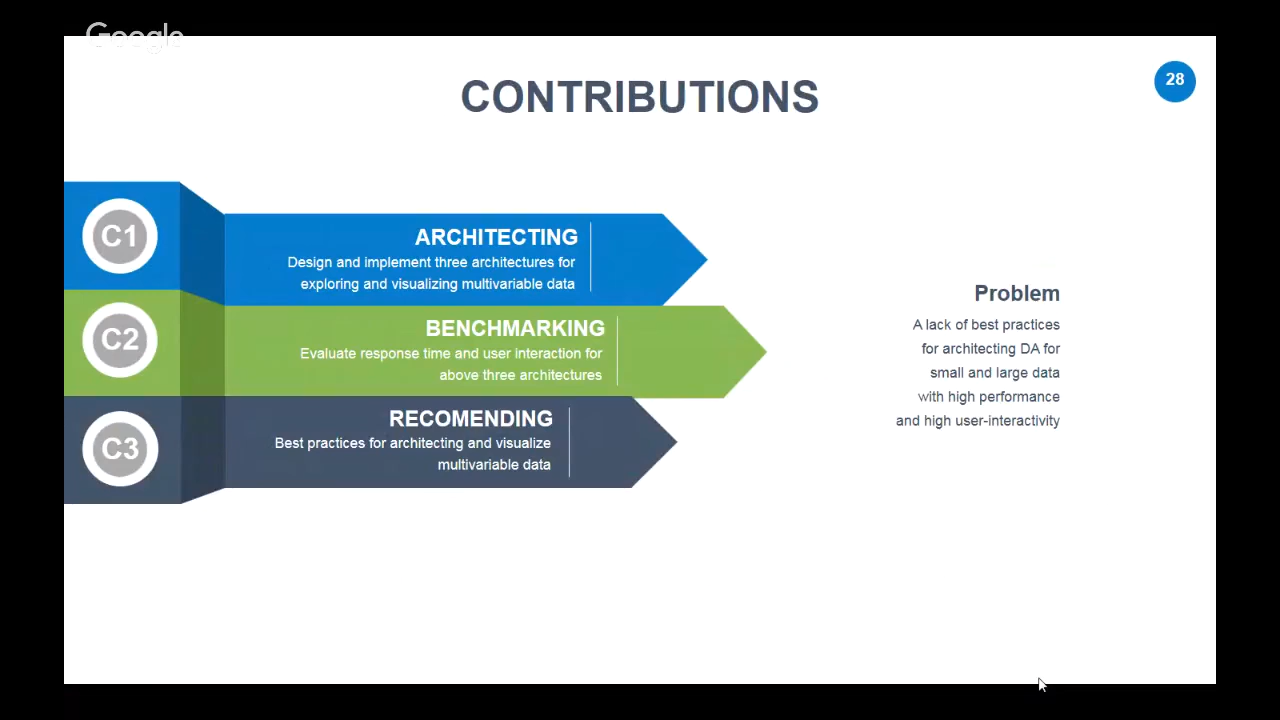 Google
CONTRIBUTIONS
28
C1
ARCHITECTING
Design and implement three architectures for
exploring and visualizing multivariable data
C2
BENCHMARKING
Evaluate response time and user interaction for
above three architectures
C3
RECOMENDING
Best practices for architecting and visualize
multivariable data
Problem
A lack of best practices
for architecting DA for
small and large data
with high performance
and high user-interactivity